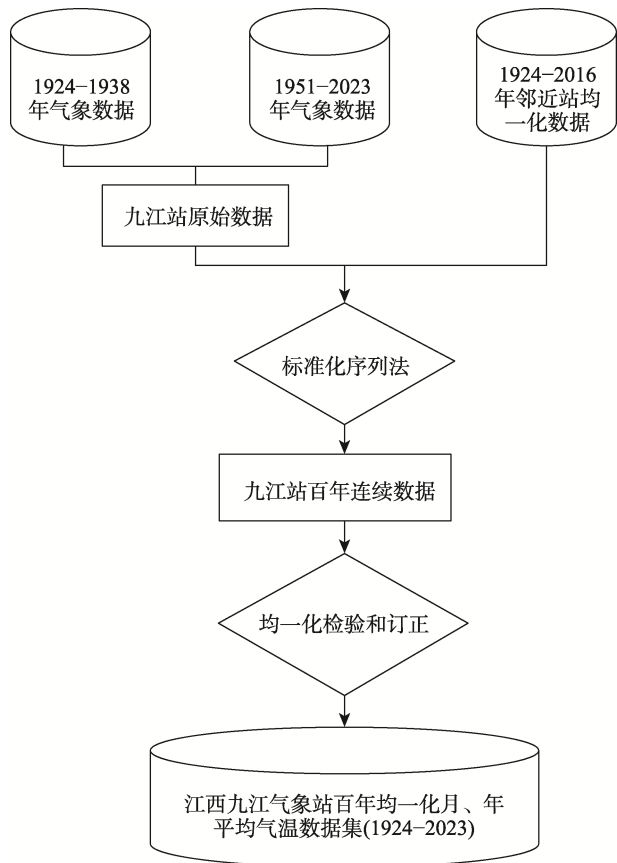 1924−1938
年气象数据
1951−2023
年气象数据
1924−2016
年邻近站均
一化数据
九江站原始数据
标准化序列法
九江站百年连续数据
均一化检验和订正
江西九江气象站百年均一化月、年
平均气温数据集(1924−2023)